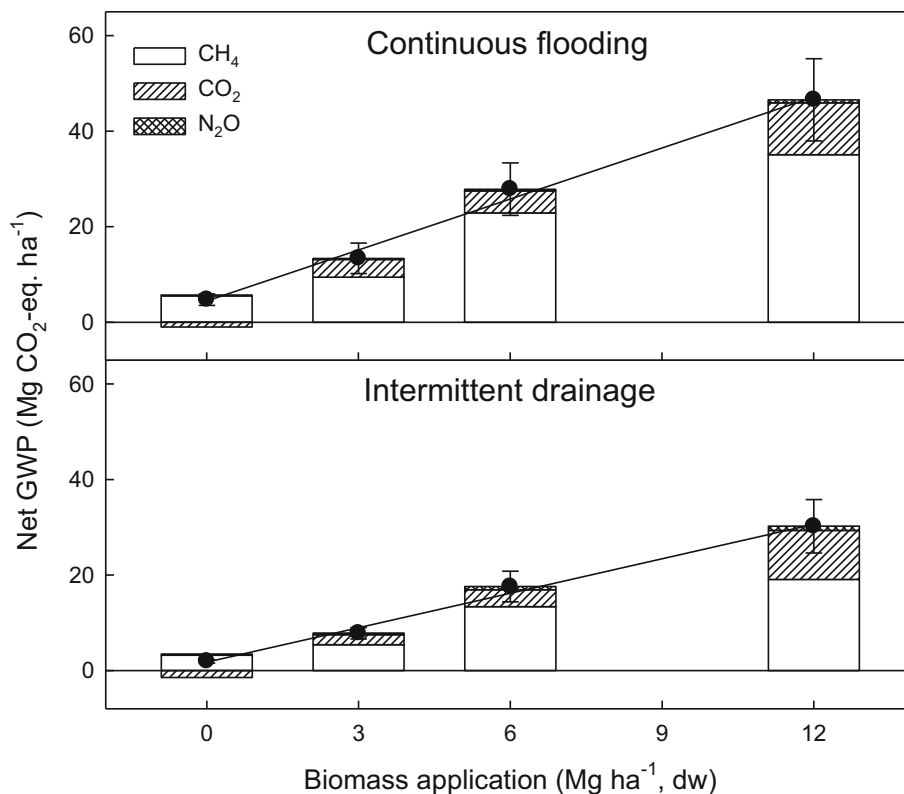 Continuous flooding
CH₄
CO₂
N₂O
60
40
20
0
Intermittent drainage
60
40
20
0
0 3 6 9 12
Net GWP (Mg CO₂-eq. ha⁻¹)
Biomass application (Mg ha⁻¹, dw)